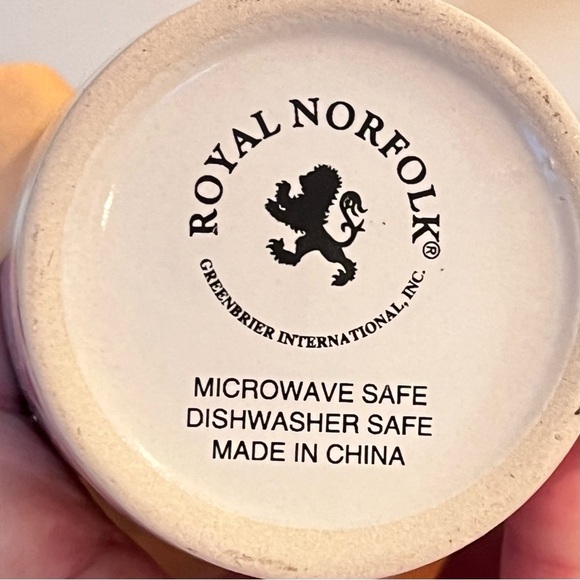 ROYAL NORFOLK®
GREENBRIER INTERNATIONAL, INC.
MICROWAVE SAFE
DISHWASHER SAFE
MADE IN CHINA